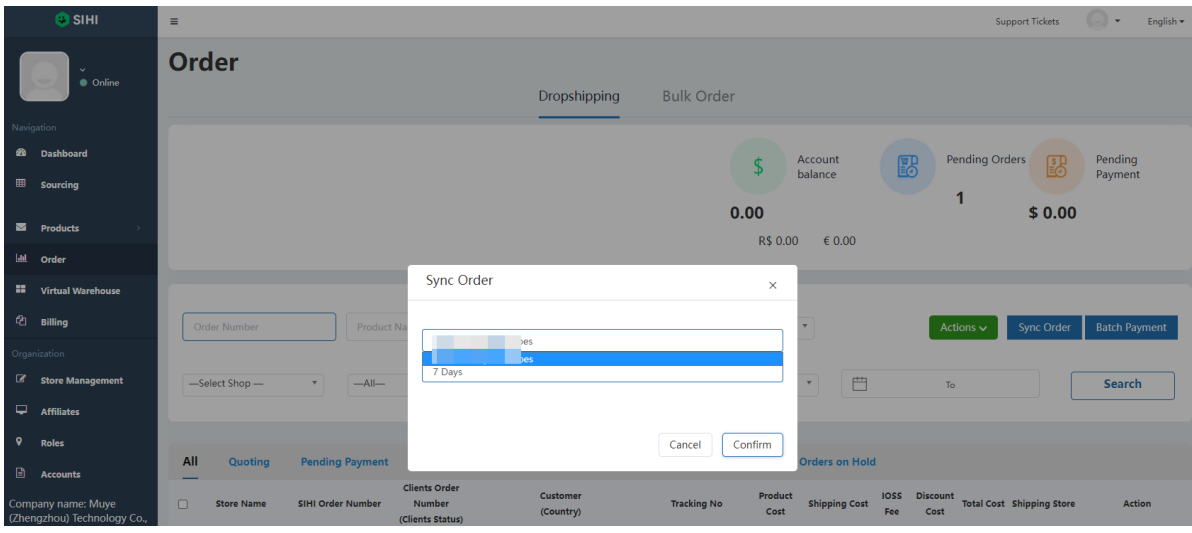 SIHI
Support Tickets
English
Online
Order
Dropshipping
Bulk Order
Navigation
Dashboard
Sourcing
Products
Order
Virtual Warehouse
Billing
Organization
Store Management
Affiliates
Roles
Accounts
Company name: Muye
(Zhengzhou) Technology Co.,
$
Account
balance
0.00
R$ 0.00 € 0.00
Pending Orders
1
Pending
Payment
$ 0.00
Sync Order
×
7 Days
Cancel
Confirm
Order Number
Product Na
Actions
Sync Order
Batch Payment
—Select Shop —
—All—
To
Search
All
Quoting
Pending Payment
Orders on Hold
Store Name
SIHI Order Number
Clients Order
Number
(Clients Status)
Customer
(Country)
Tracking No
Product
Cost
Shipping Cost
IOSS
Fee
Discount
Cost
Total Cost
Shipping Store
Action